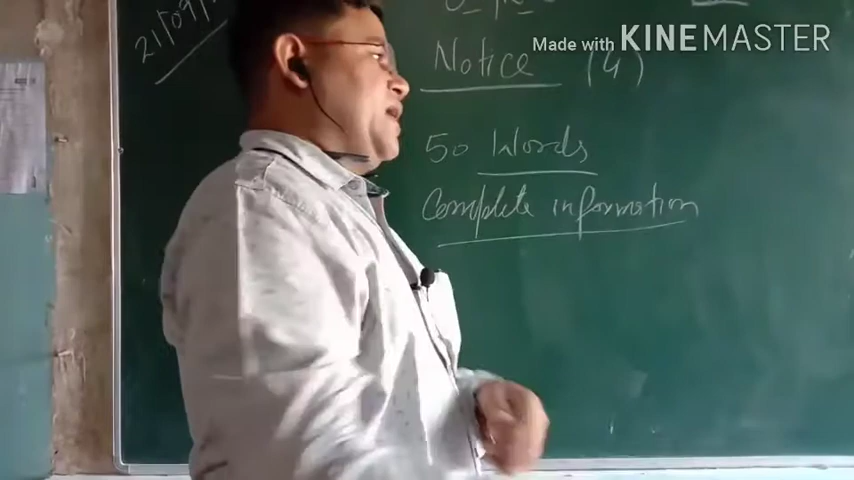 21/09/
Made with KINEMASTER
Notice (4)
50 Words
Complete information